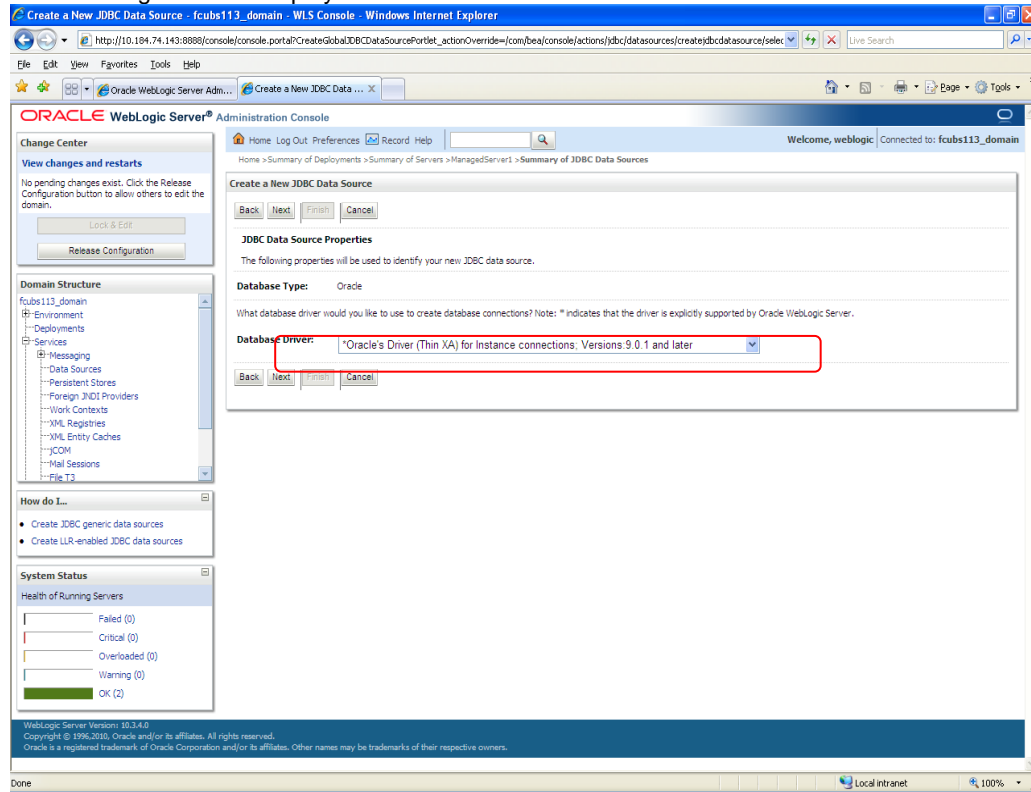 Create a New JDBC Data Source - fcubs113_domain - WLS Console - Windows Internet Explorer
http://10.184.74.143:8888/console/console.portal?CreateGlobalJDBCDataSourcePortlet_actionOverride=/com/bea/console/actions/jdbc/datasources/createjdbcdatasource/selec
Live Search
File Edit View Favorites Tools Help
Oracle WebLogic Server Adm...
Create a New JDBC Data ... X
Page Tools
ORACLE WebLogic Server® Administration Console
Change Center
View changes and restarts
No pending changes exist. Click the Release
Configuration button to allow others to edit the
domain.
Lock & Edit
Release Configuration
Domain Structure
fcubs113_domain
Environment
Deployments
Services
Messaging
Data Sources
Persistent Stores
Foreign JNDI Providers
Work Contexts
XML Registries
XML Entity Caches
jCOM
Mail Sessions
File T3
How do I...
Create JDBC generic data sources
Create LLR-enabled JDBC data sources
System Status
Health of Running Servers
Failed (0)
Critical (0)
Overloaded (0)
Warning (0)
OK (2)
Home Log Out Preferences Record Help
Welcome, weblogic Connected to: fcubs113_domain
Home >Summary of Deployments >Summary of Servers >ManagedServer1 >Summary of JDBC Data Sources
Create a New JDBC Data Source
Back Next Finish Cancel
JDBC Data Source Properties
The following properties will be used to identify your new JDBC data source.
Database Type: Oracle
What database driver would you like to use to create database connections? Note: * indicates that the driver is explicitly supported by Oracle WebLogic Server.
Database Driver: *Oracle's Driver (Thin XA) for Instance connections; Versions:9.0.1 and later
Back Next Finish Cancel
WebLogic Server Version: 10.3.4.0
Copyright © 1996,2010, Oracle and/or its affiliates. All rights reserved.
Oracle is a registered trademark of Oracle Corporation and/or its affiliates. Other names may be trademarks of their respective owners.
Done
Local intranet
100%